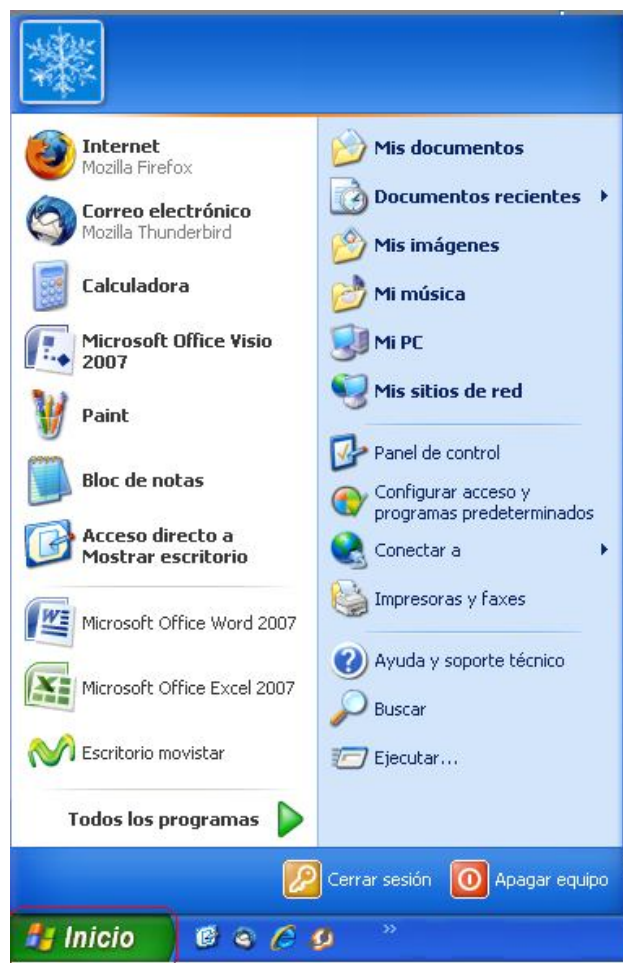 Internet
Mozilla Firefox
Correo electrónico
Mozilla Thunderbird
Calculadora
Microsoft Office Visio
2007
Paint
Bloc de notas
Acceso directo a
Mostrar escritorio
Microsoft Office Word 2007
Microsoft Office Excel 2007
Escritorio movistar
Todos los programas
Mis documentos
Documentos recientes
Mis imágenes
Mi música
Mi PC
Mis sitios de red
Panel de control
Configurar acceso y
programas predeterminados
Conectar a
Impresoras y faxes
Ayuda y soporte técnico
Buscar
Ejecutar...
Cerrar sesión
Apagar equipo
Inicio